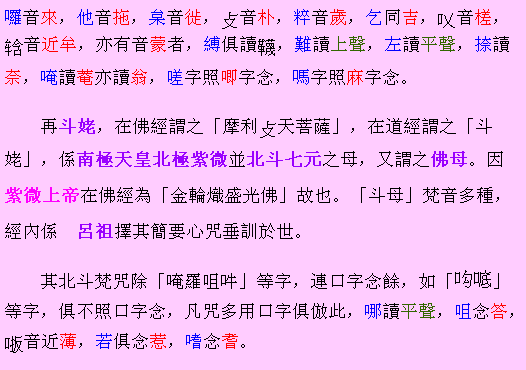 囉音來，他音拖，枲音徙，攴音朴，粹音歲，乞同吉，㕮音槎，
音近牟，亦有音蒙者，縛俱讀韈，難讀上聲，左讀平聲，捺讀
奈，唵讀菴亦讀翁，嗟字照唧字念，嗎字照麻字念。
再斗姥，在佛經謂之「摩利攴天菩薩」，在道經謂之「斗
姥」，係南極天皇北極紫微並北斗七元之母，又謂之佛母。因
紫微上帝在佛經為「金輪熾盛光佛」故也。「斗母」梵音多種，
經內係　呂祖擇其簡要心咒垂訓於世。
其北斗梵咒除「唵羅咀吽」等字，連口字念餘，如「呁㗳」
等字，俱不照口字念，凡咒多用口字俱倣此，哪讀平聲，咀念答，
音近薄，若俱念惹，嗜念耆。